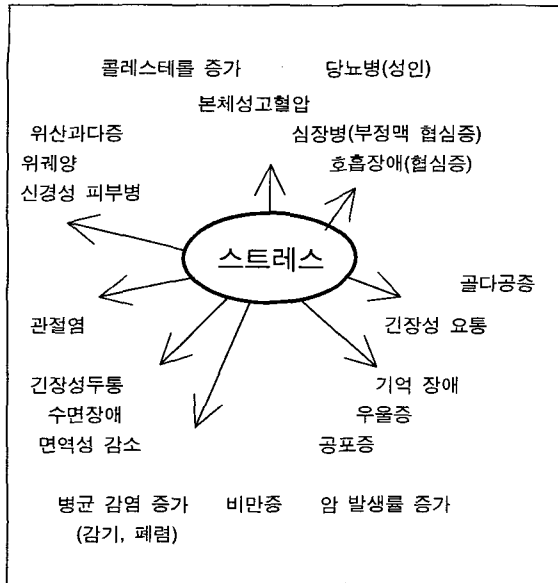 콜레스테롤 증가 당뇨병(성인)
본체성고혈압
위산과다증 심장병(부정맥 협심증)
위궤양 호흡장애(협심증)
신경성 피부병
스트레스
골다공증
관절염 긴장성 요통
긴장성두통 기억 장애
수면장애 우울증
면역성 감소 공포증
병균 감염 증가 비만증 암 발생률 증가
(감기, 폐렴)